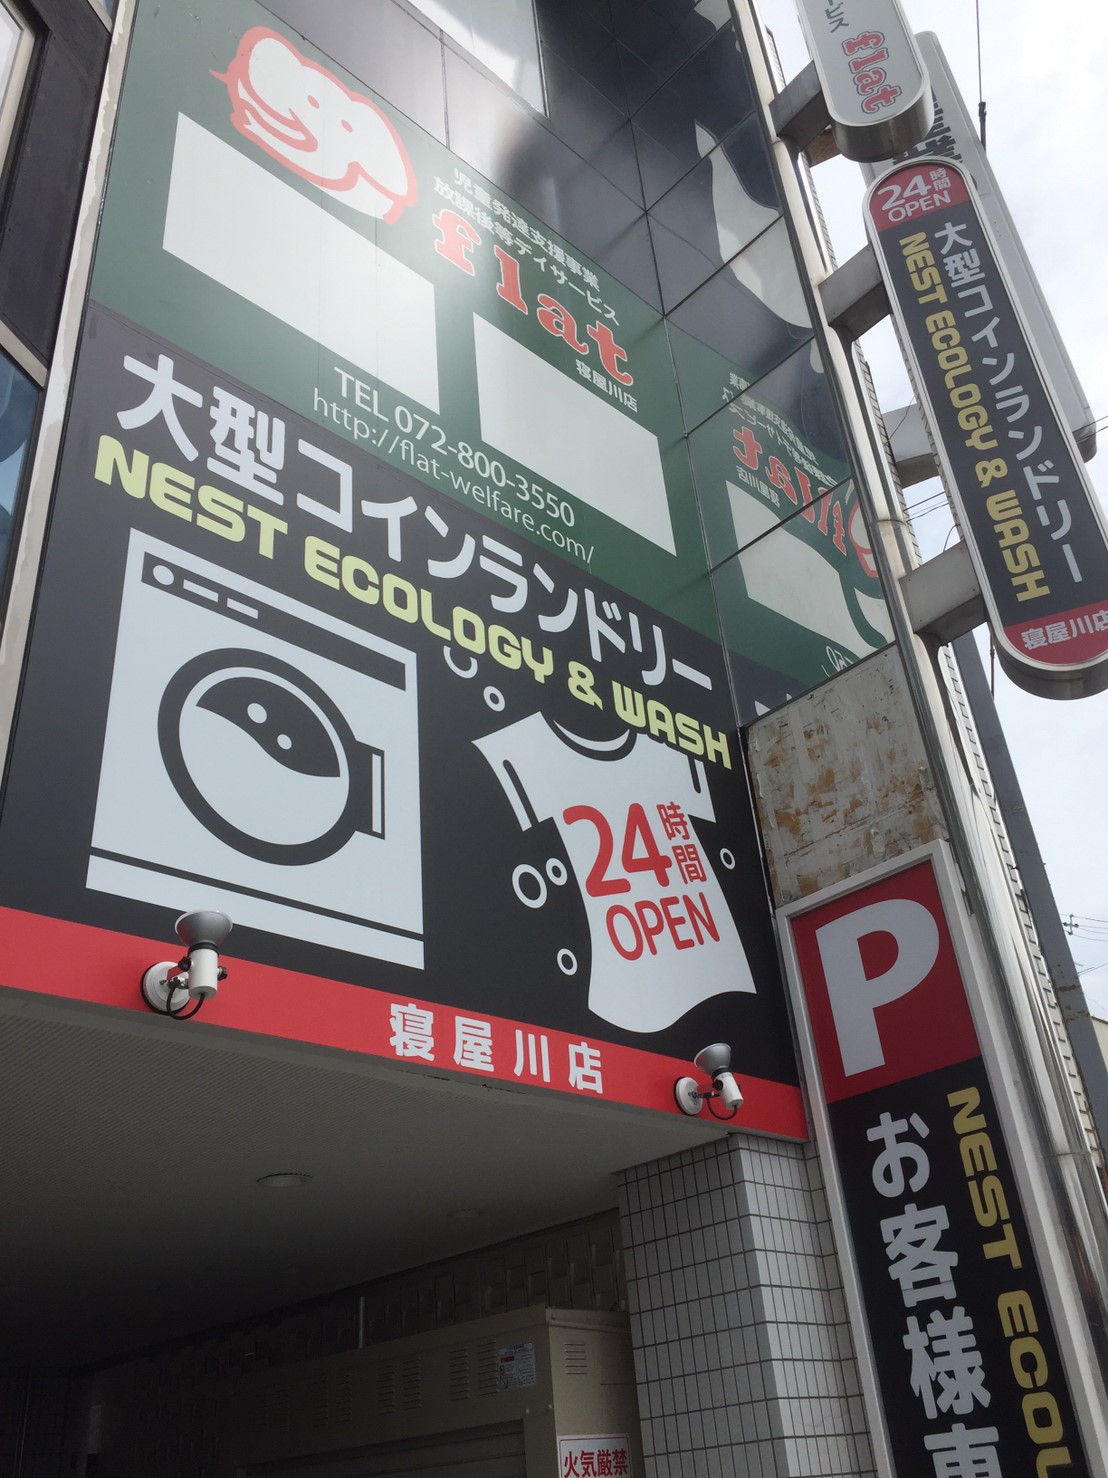 児童発達支援事業
放課後等デイサービス
flat
寝屋川店
TEL 072-800-3550
http://flat-welfare.com/
大型コインランドリー
NEST ECOLOGY & WASH
24時間
OPEN
寝屋川店
flat
24時間
OPEN
大型コインランドリー
NEST ECOLOGY & WASH
寝屋川店
P
NEST ECOL
お客様専
火気厳禁